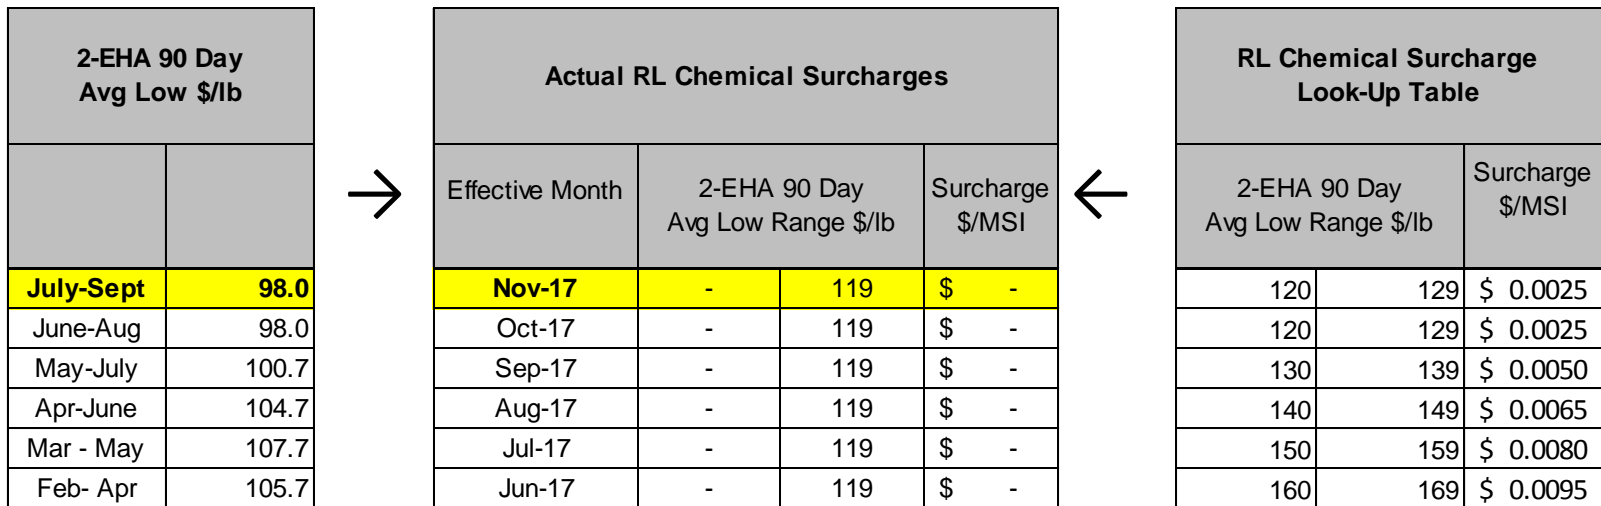 2-EHA 90 Day
Avg Low $/lb
Actual RL Chemical Surcharges
RL Chemical Surcharge
Look-Up Table
Effective Month
2-EHA 90 Day
Avg Low Range $/lb
Surcharge
$/MSI
2-EHA 90 Day
Avg Low Range $/lb
Surcharge
$/MSI
July-Sept 98.0 Nov-17 - 119 $ - 120 129 $ 0.0025
June-Aug 98.0 Oct-17 - 119 $ - 120 129 $ 0.0025
May-July 100.7 Sep-17 - 119 $ - 130 139 $ 0.0050
Apr-June 104.7 Aug-17 - 119 $ - 140 149 $ 0.0065
Mar - May 107.7 Jul-17 - 119 $ - 150 159 $ 0.0080
Feb- Apr 105.7 Jun-17 - 119 $ - 160 169 $ 0.0095